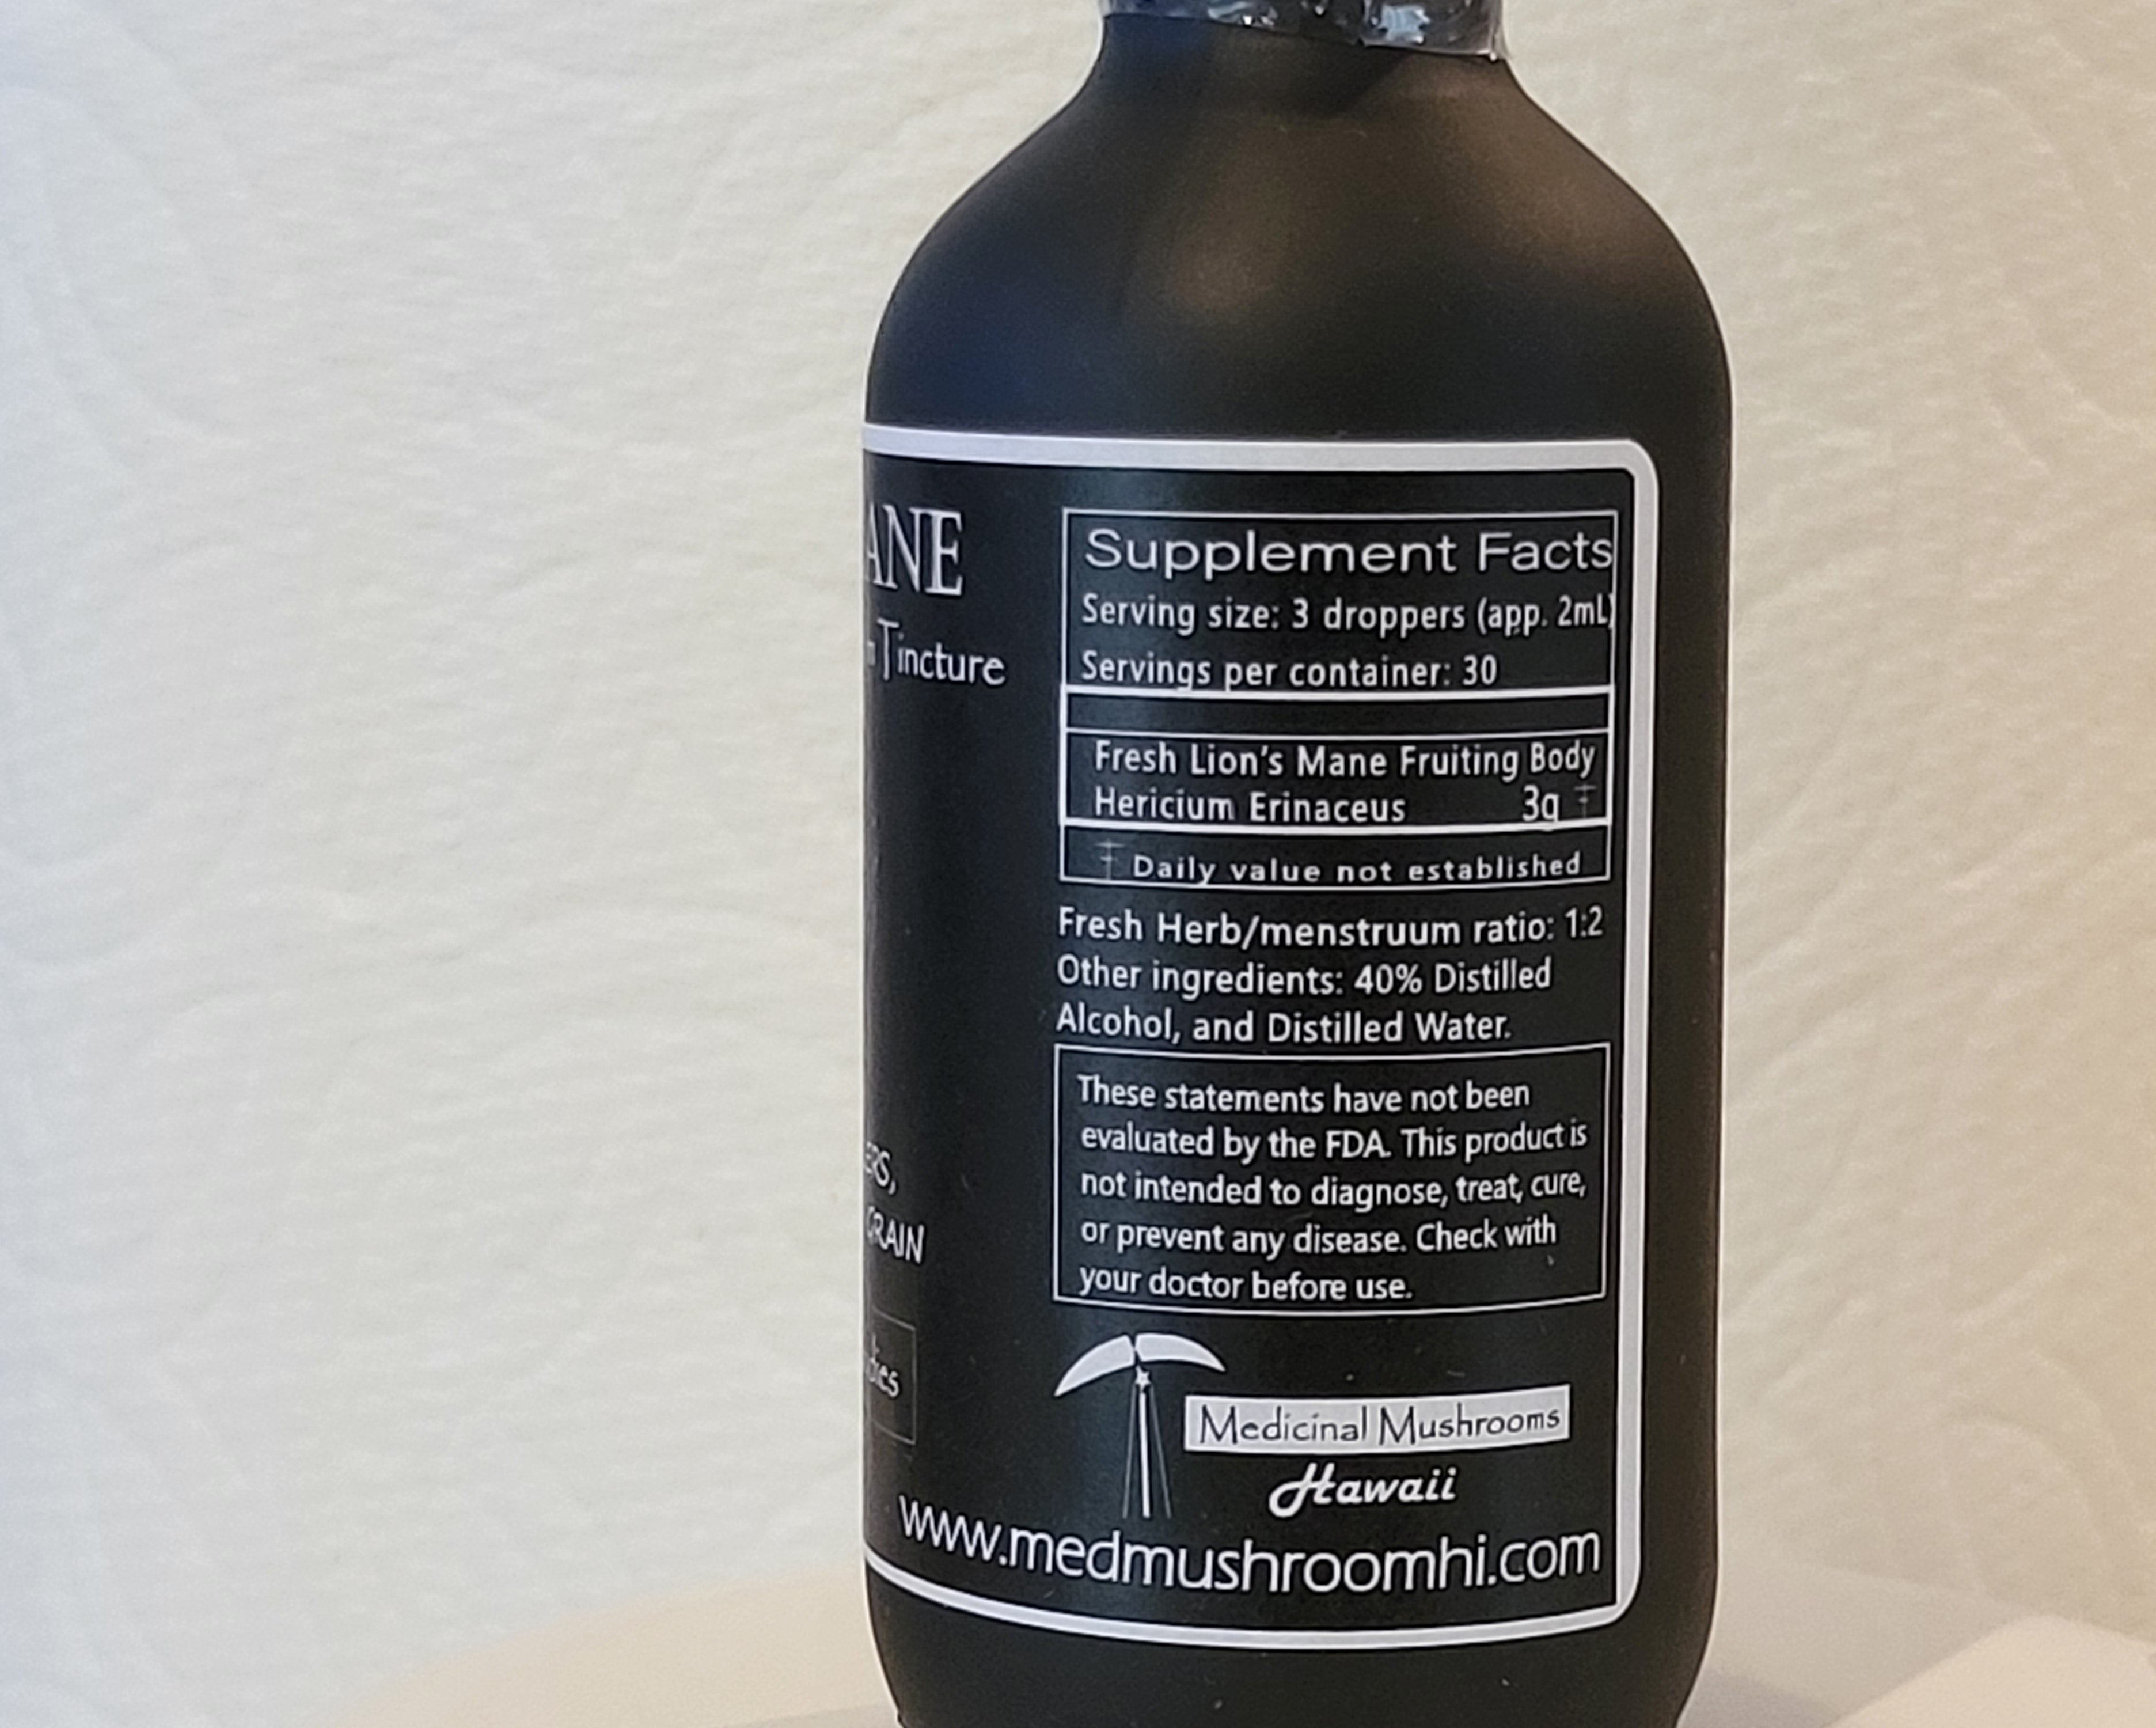 ANE
Tincture
Supplement Facts
Serving size: 3 droppers (app. 2mL)
Servings per container: 30
Fresh Lion's Mane Fruiting Body
Hericium Erinaceus 3g ‡
‡ Daily value not established
Fresh Herb/menstruum ratio: 1:2
Other ingredients: 40% Distilled
Alcohol, and Distilled Water.
These statements have not been
evaluated by the FDA. This product is
not intended to diagnose, treat, cure,
or prevent any disease. Check with
your doctor before use.
ERS,
GRAIN
dies
Medicinal Mushrooms
Hawaii
www.medmushroomhi.com